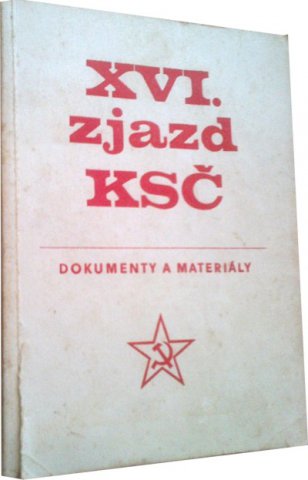 XVI.
zjazd
KSČ
DOKUMENTY A MATERIÁLY